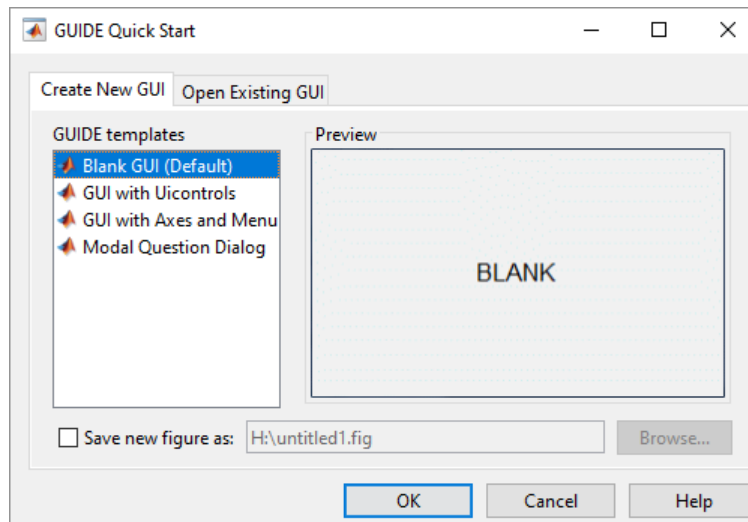 GUIDE Quick Start
Create New GUI
Open Existing GUI
GUIDE templates
Blank GUI (Default)
GUI with Uicontrols
GUI with Axes and Menu
Modal Question Dialog
Preview
BLANK
Save new figure as:
H:\untitled1.fig
Browse...
OK
Cancel
Help